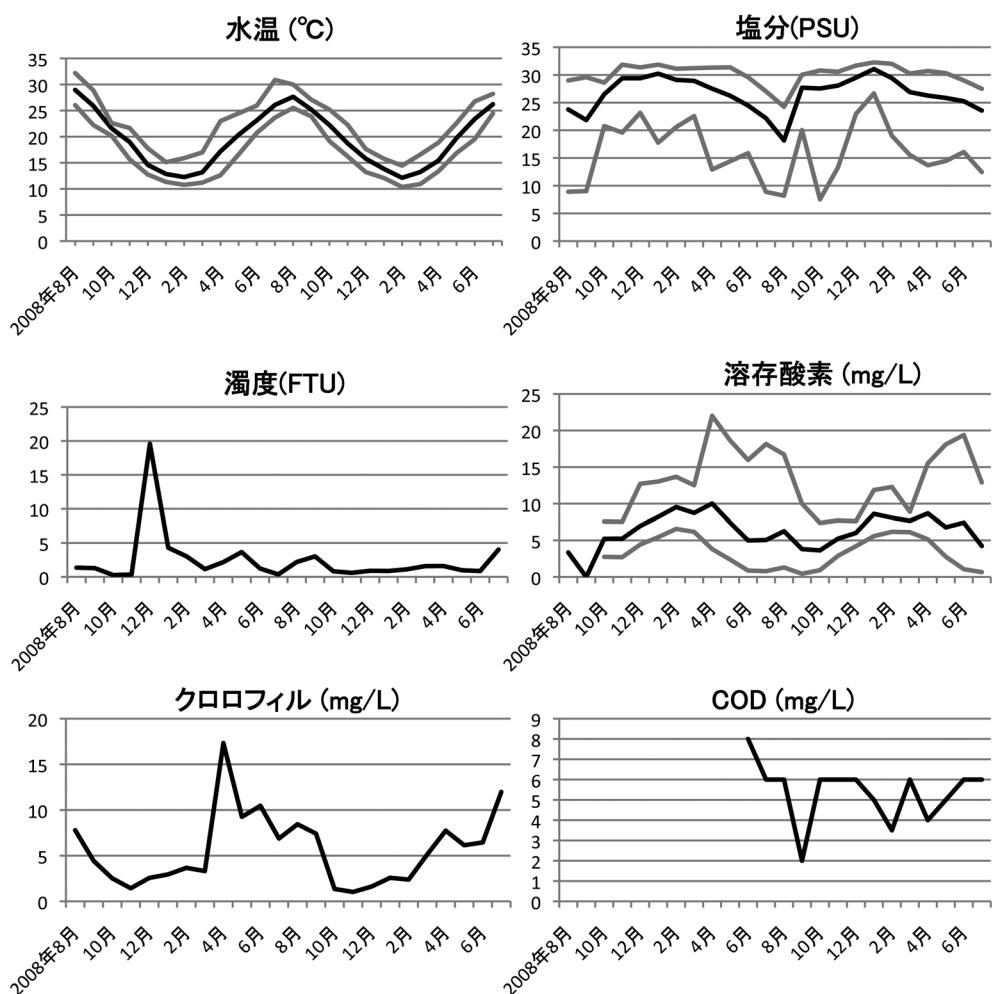 水温 (℃)
35
30
25
20
15
10
5
0
2008年8月
10月
12月
2月
4月
6月
8月
10月
12月
2月
4月
6月
塩分(PSU)
35
30
25
20
15
10
5
0
2008年8月
10月
12月
2月
4月
6月
8月
10月
12月
2月
4月
6月
濁度(FTU)
25
20
15
10
5
0
2008年8月
10月
12月
2月
4月
6月
8月
10月
12月
2月
4月
6月
溶存酸素 (mg/L)
25
20
15
10
5
0
2008年8月
10月
12月
2月
4月
6月
8月
10月
12月
2月
4月
6月
クロロフィル (mg/L)
20
15
10
5
0
2008年8月
10月
12月
2月
4月
6月
8月
10月
12月
2月
4月
6月
COD (mg/L)
9
8
7
6
5
4
3
2
1
0
2008年8月
10月
12月
2月
4月
6月
8月
10月
12月
2月
4月
6月